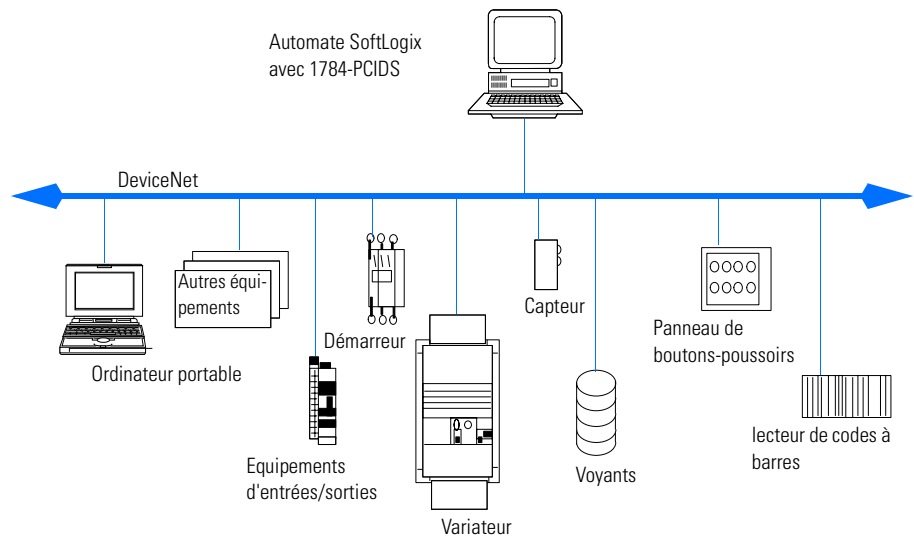 Automate SoftLogix
avec 1784-PCIDS
DeviceNet
Autres équi-
pements
Ordinateur portable
Démarreur
Capteur
Panneau de
boutons-poussoirs
Equipements
d'entrées/sorties
Variateur
Voyants
lecteur de codes à
barres